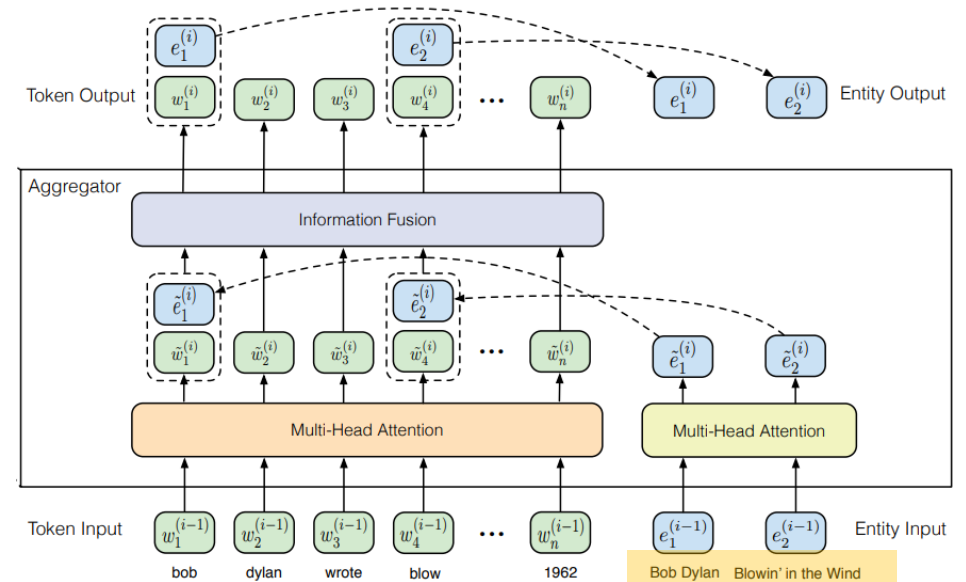 e₁⁽ⁱ⁾ e₂⁽ⁱ⁾
Token Output w₁⁽ⁱ⁾ w₂⁽ⁱ⁾ w₃⁽ⁱ⁾ w₄⁽ⁱ⁾ ... wₙ⁽ⁱ⁾ e₁⁽ⁱ⁾ e₂⁽ⁱ⁾ Entity Output
Aggregator
Information Fusion
ẽ₁⁽ⁱ⁾ ẽ₂⁽ⁱ⁾
w̃₁⁽ⁱ⁾ w̃₂⁽ⁱ⁾ w̃₃⁽ⁱ⁾ w̃₄⁽ⁱ⁾ ... w̃ₙ⁽ⁱ⁾ ẽ₁⁽ⁱ⁾ ẽ₂⁽ⁱ⁾
Multi-Head Attention Multi-Head Attention
Token Input w₁⁽ⁱ⁻¹⁾ w₂⁽ⁱ⁻¹⁾ w₃⁽ⁱ⁻¹⁾ w₄⁽ⁱ⁻¹⁾ ... wₙ⁽ⁱ⁻¹⁾ e₁⁽ⁱ⁻¹⁾ e₂⁽ⁱ⁻¹⁾ Entity Input
bob dylan wrote blow 1962 Bob Dylan Blowin' in the Wind